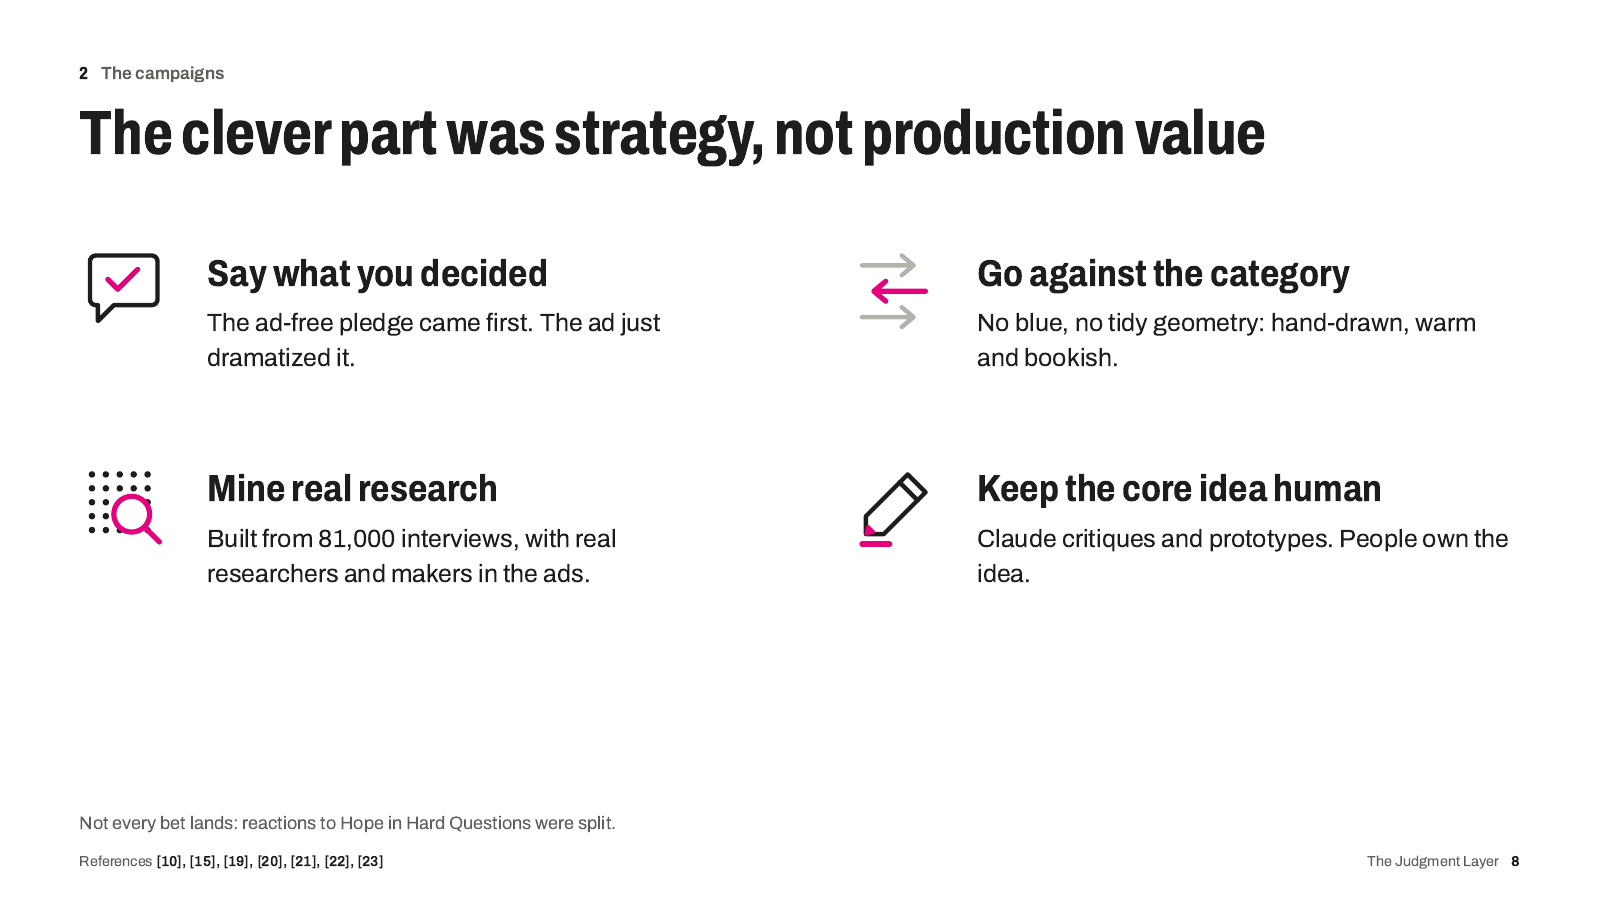 2 The campaigns
The clever part was strategy, not production value
Say what you decided
The ad-free pledge came first. The ad just
dramatized it.
Go against the category
No blue, no tidy geometry: hand-drawn, warm
and bookish.
Mine real research
Built from 81,000 interviews, with real
researchers and makers in the ads.
Keep the core idea human
Claude critiques and prototypes. People own the
idea.
Not every bet lands: reactions to Hope in Hard Questions were split.
References [10], [15], [19], [20], [21], [22], [23]
The Judgment Layer 8